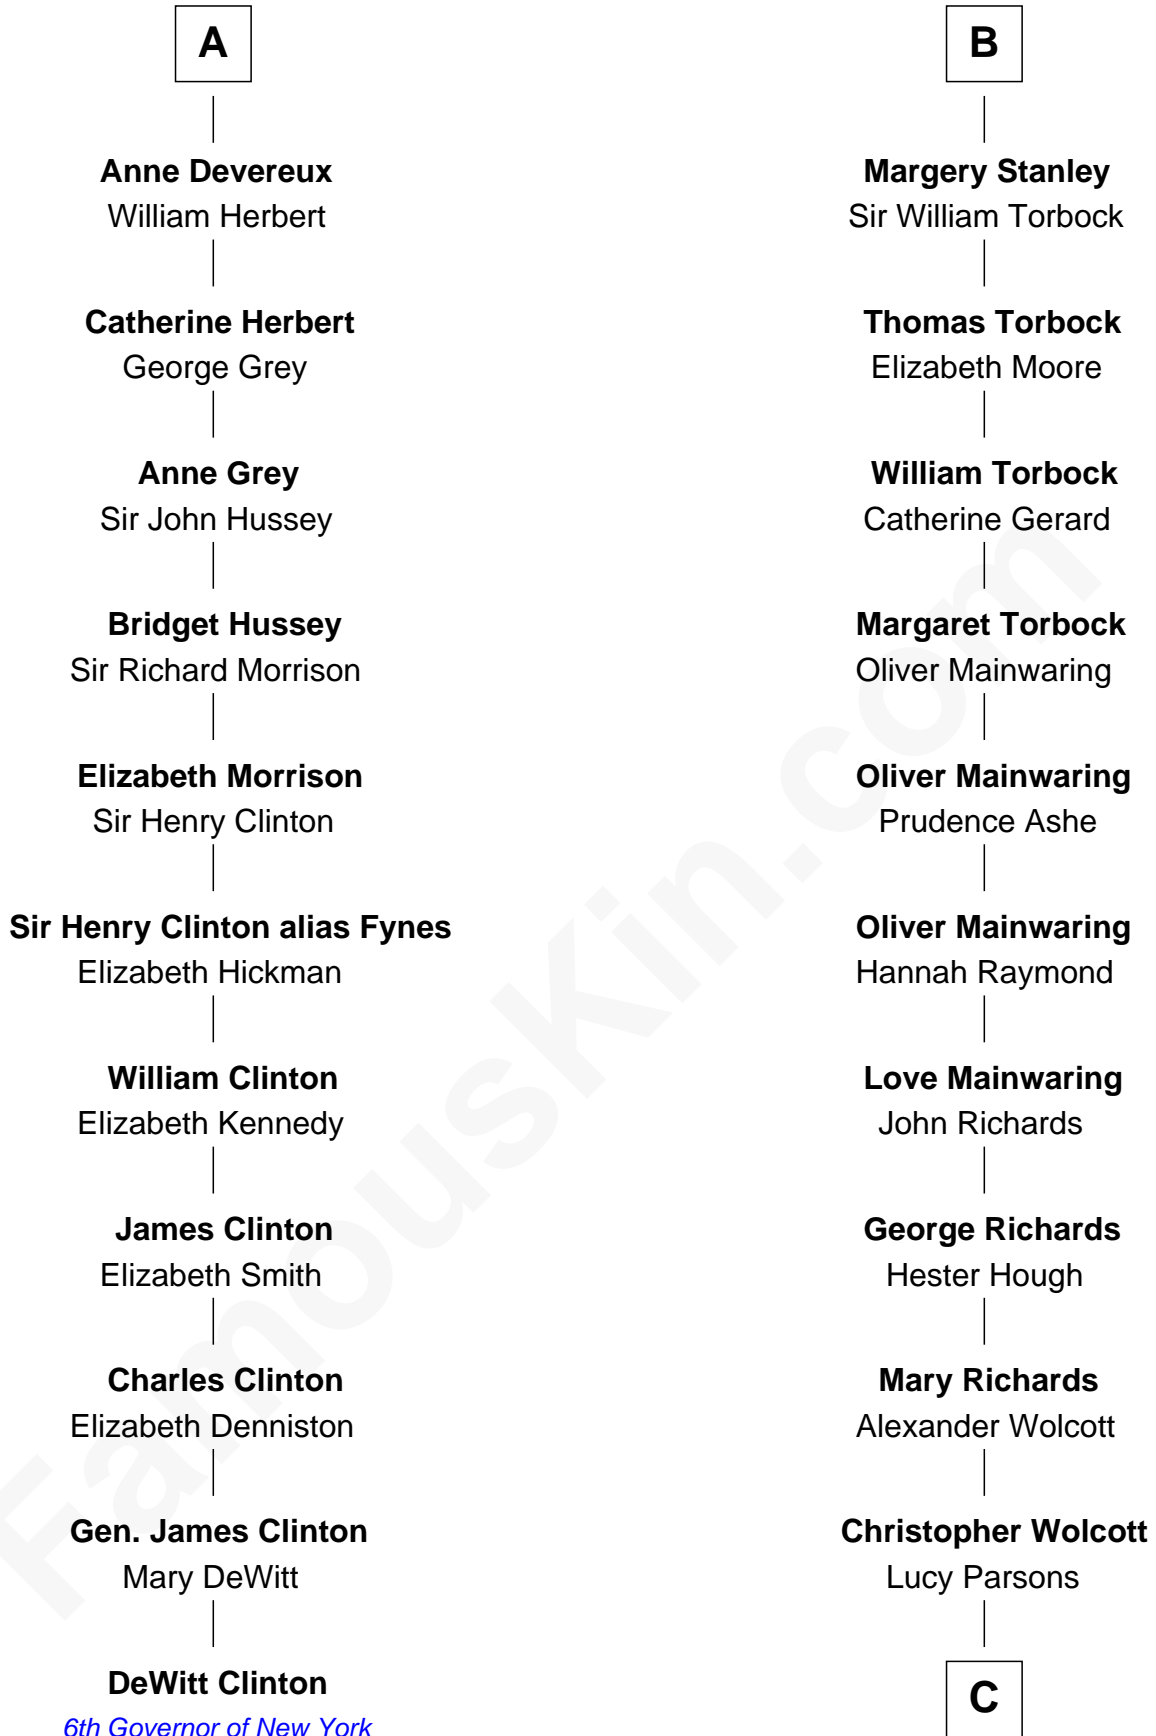 A
Anne Devereux
William Herbert
Catherine Herbert
George Grey
Anne Grey
Sir John Hussey
Bridget Hussey
Sir Richard Morrison
Elizabeth Morrison
Sir Henry Clinton
Sir Henry Clinton alias Fynes
Elizabeth Hickman
William Clinton
Elizabeth Kennedy
James Clinton
Elizabeth Smith
Charles Clinton
Elizabeth Denniston
Gen. James Clinton
Mary DeWitt
DeWitt Clinton
6th Governor of New York
B
Margery Stanley
Sir William Torbock
Thomas Torbock
Elizabeth Moore
William Torbock
Catherine Gerard
Margaret Torbock
Oliver Mainwaring
Oliver Mainwaring
Prudence Ashe
Oliver Mainwaring
Hannah Raymond
Love Mainwaring
John Richards
George Richards
Hester Hough
Mary Richards
Alexander Wolcott
Christopher Wolcott
Lucy Parsons
C
FamousKin.com